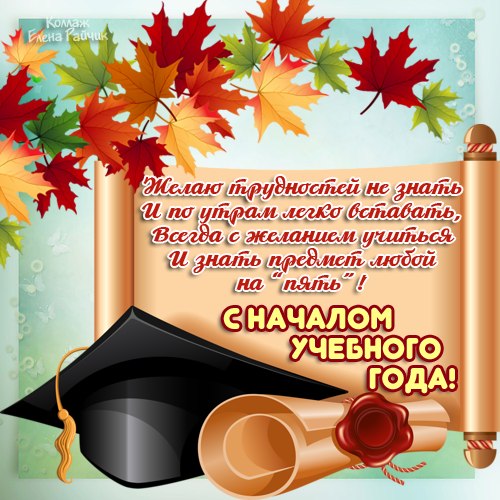 Коллаж
Елена Райчик
Желаю трудностей не знать
И по утрам легко вставать,
Всегда с желанием учиться
И знать предмет любой
на "пять"!
С НАЧАЛОМ
УЧЕБНОГО
ГОДА!